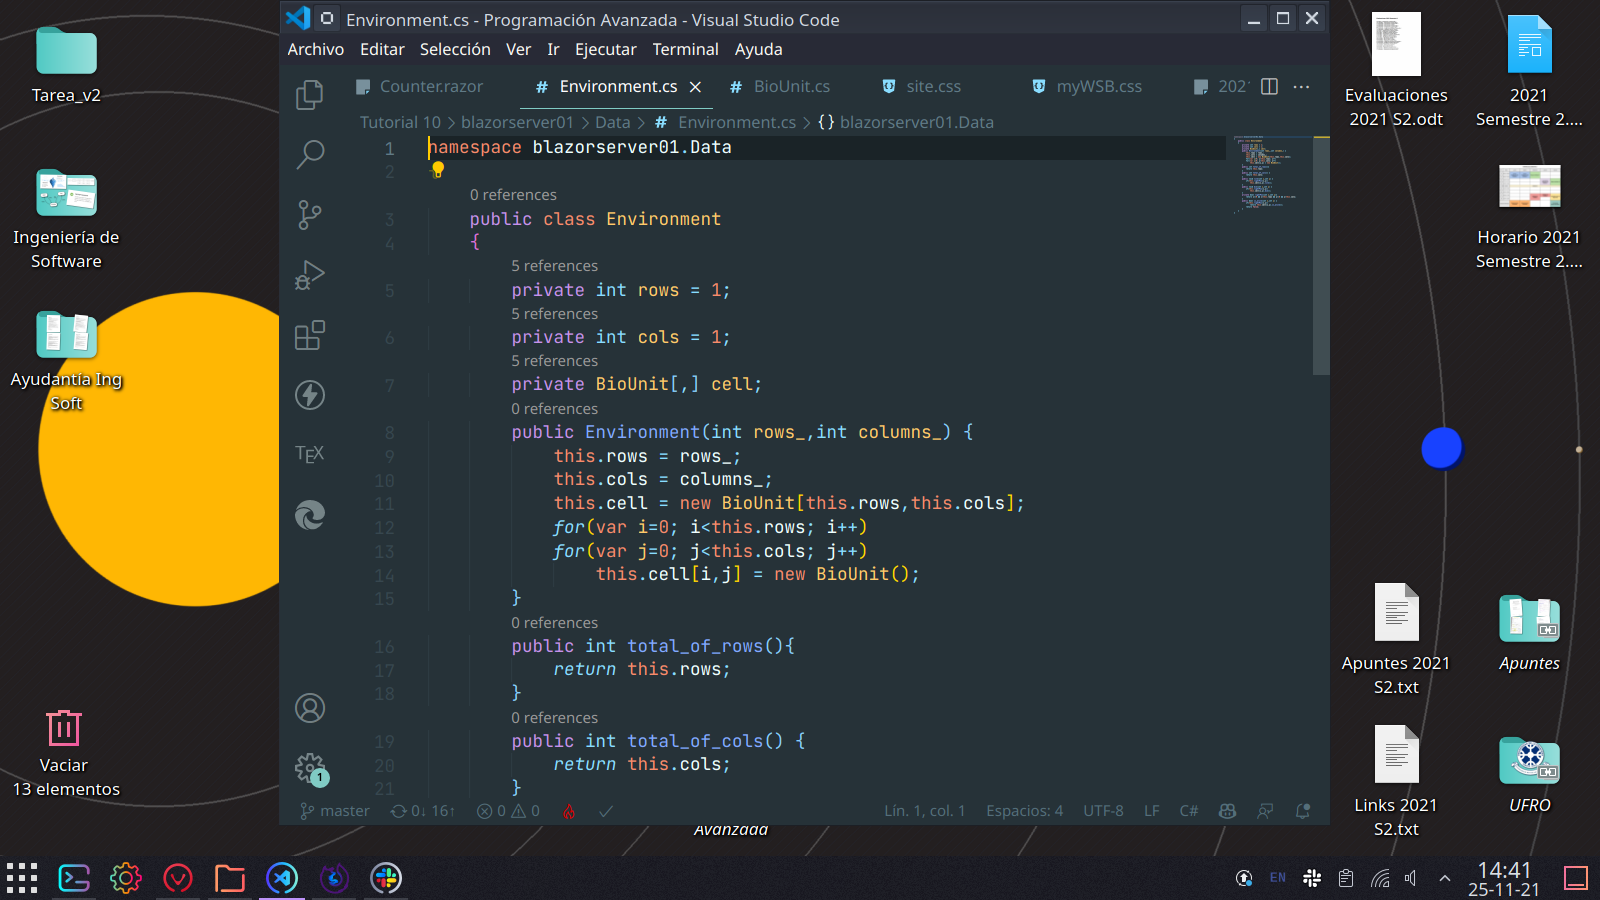 Environment.cs - Programación Avanzada - Visual Studio Code
Archivo Editar Selección Ver Ir Ejecutar Terminal Ayuda
Counter.razor
# Environment.cs
# BioUnit.cs
site.css
myWSB.css
202
Tutorial 10 > blazorserver01 > Data > # Environment.cs > {} blazorserver01.Data
1 namespace blazorserver01.Data
2
0 references
3 public class Environment
4 {
5 references
5 private int rows = 1;
5 references
6 private int cols = 1;
5 references
7 private BioUnit[,] cell;
0 references
8 public Environment(int rows_,int columns_) {
9 this.rows = rows_;
10 this.cols = columns_;
11 this.cell = new BioUnit[this.rows,this.cols];
12 for(var i=0; i<this.rows; i++)
13 for(var j=0; j<this.cols; j++)
14 this.cell[i,j] = new BioUnit();
15 }
0 references
16 public int total_of_rows(){
17 return this.rows;
18 }
0 references
19 public int total_of_cols() {
20 return this.cols;
21 }
TEX
1
master 0↓ 16↑ 0 0
Lín. 1, col. 1 Espacios: 4 UTF-8 LF C#
Tarea_v2
Ingeniería de
Software
Ayudantía Ing
Soft
Vaciar
13 elementos
Avanzada
Evaluaciones
2021 S2.odt
2021
Semestre 2....
Horario 2021
Semestre 2....
Apuntes 2021
S2.txt
Apuntes
Links 2021
S2.txt
UFRO
EN
14:41
25-11-21